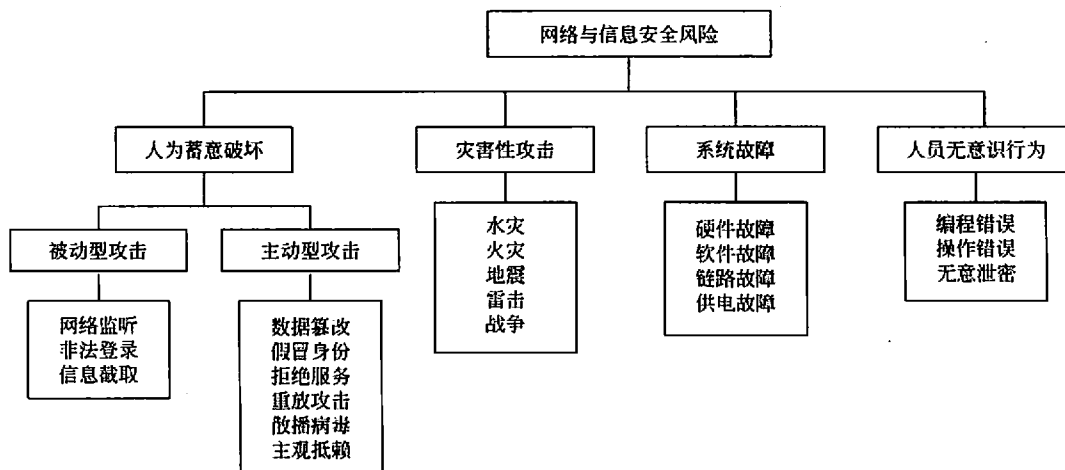 网络与信息安全风险
人为蓄意破坏
灾害性攻击
系统故障
人员无意识行为
被动型攻击
主动型攻击
网络监听
非法登录
信息截取
数据篡改
假冒身份
拒绝服务
重放攻击
散播病毒
主观抵赖
水灾
火灾
地震
雷击
战争
硬件故障
软件故障
链路故障
供电故障
编程错误
操作错误
无意泄密